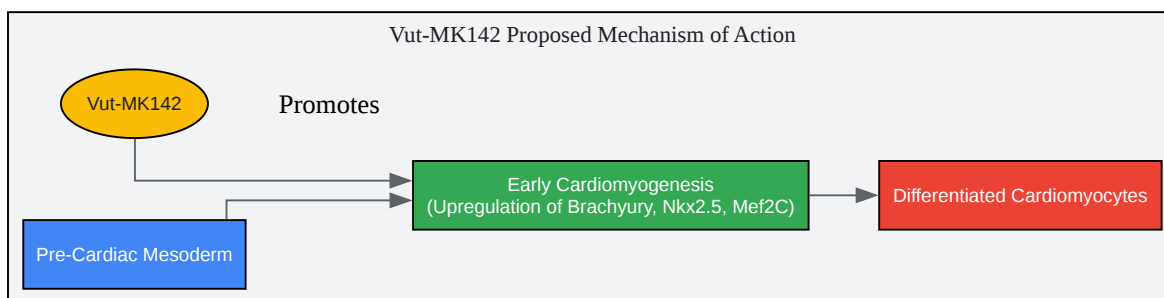 Vut-MK142 Proposed Mechanism of Action
Vut-MK142
Promotes
Early Cardiomyogenesis
(Upregulation of Brachyury, Nkx2.5, Mef2C)
Differentiated Cardiomyocytes
Pre-Cardiac Mesoderm